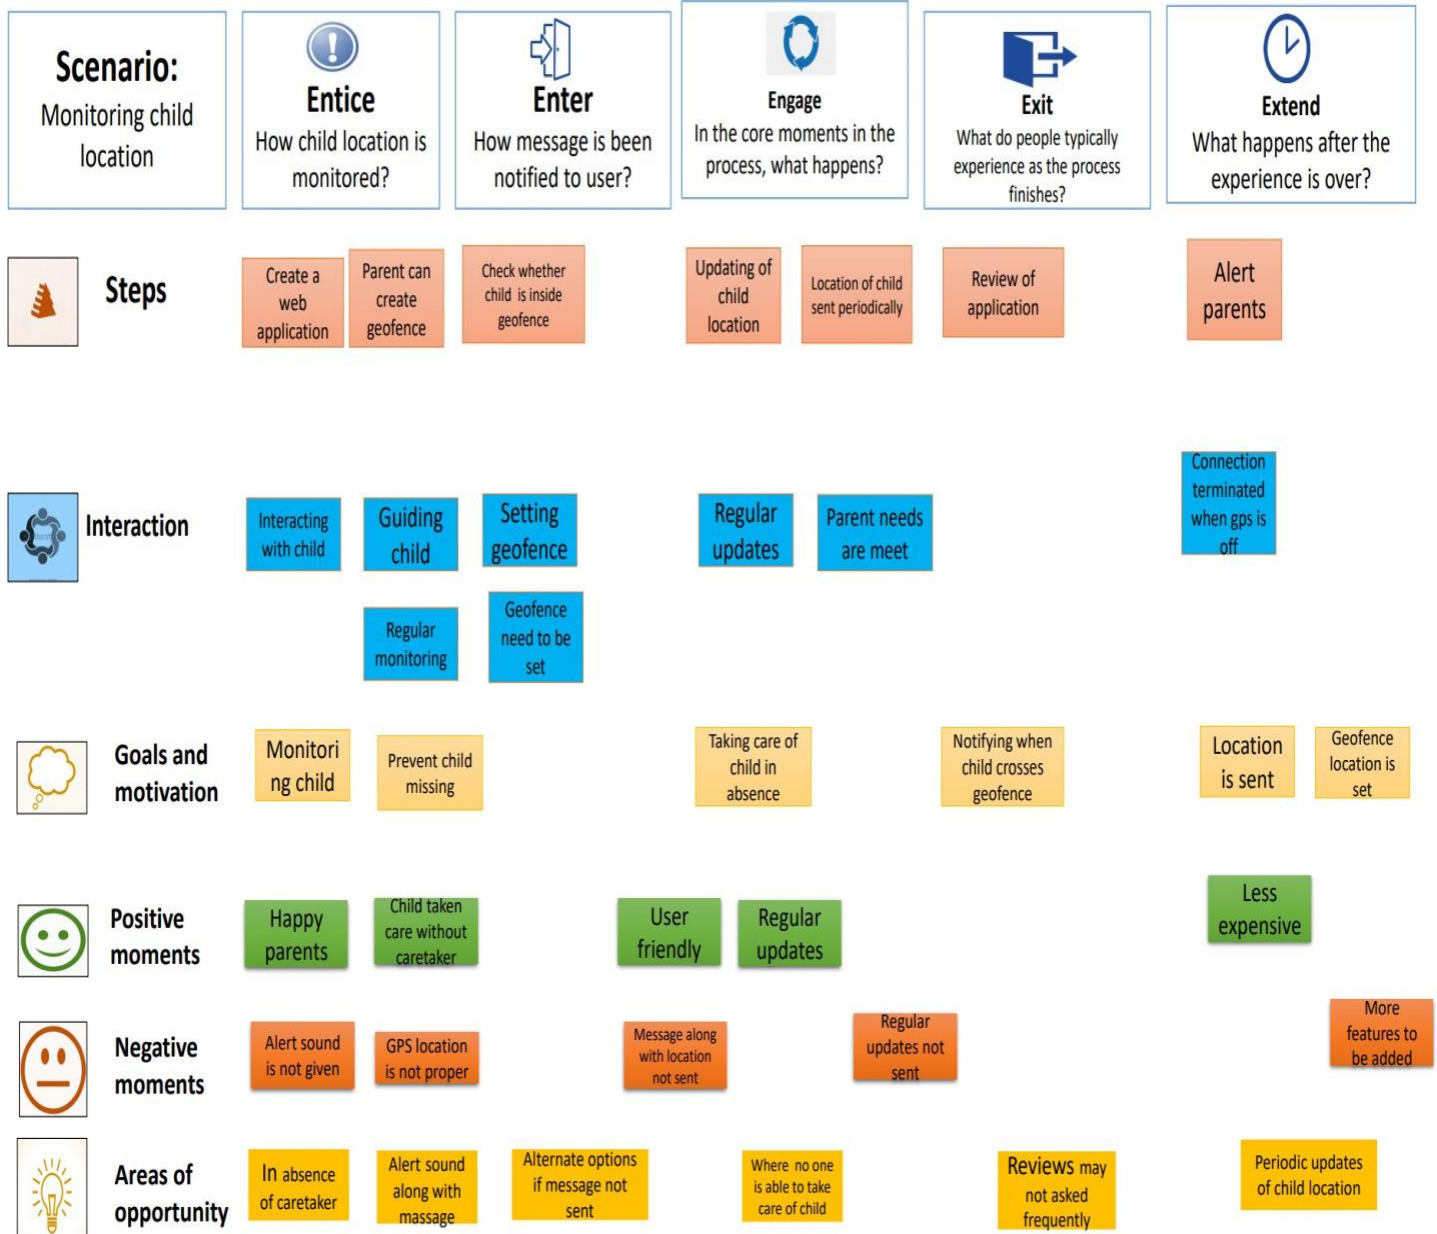 Scenario:
Monitoring child
location
Entice
How child location is
monitored?
Enter
How message is been
notified to user?
Engage
In the core moments in the
process, what happens?
Exit
What do people typically
experience as the process
finishes?
Extend
What happens after the
experience is over?
Steps
Create a
web
application
Parent can
create
geofence
Check whether
child is inside
geofence
Updating of
child
location
Location of child
sent periodically
Review of
application
Alert
parents
Interaction
Interacting
with child
Guiding
child
Setting
geofence
Regular
updates
Parent needs
are meet
Connection
terminated
when gps is
off
Regular
monitoring
Geofence
need to be
set
Goals and
motivation
Monitori
ng child
Prevent child
missing
Taking care of
child in
absence
Notifying when
child crosses
geofence
Location
is sent
Geofence
location is
set
Positive
moments
Happy
parents
Child taken
care without
caretaker
User
friendly
Regular
updates
Less
expensive
Negative
moments
Alert sound
is not given
GPS location
is not proper
Message along
with location
not sent
Regular
updates not
sent
More
features to
be added
Areas of
opportunity
In absence
of caretaker
Alert sound
along with
massage
Alternate options
if message not
sent
Where no one
is able to take
care of child
Reviews may
not asked
frequently
Periodic updates
of child location